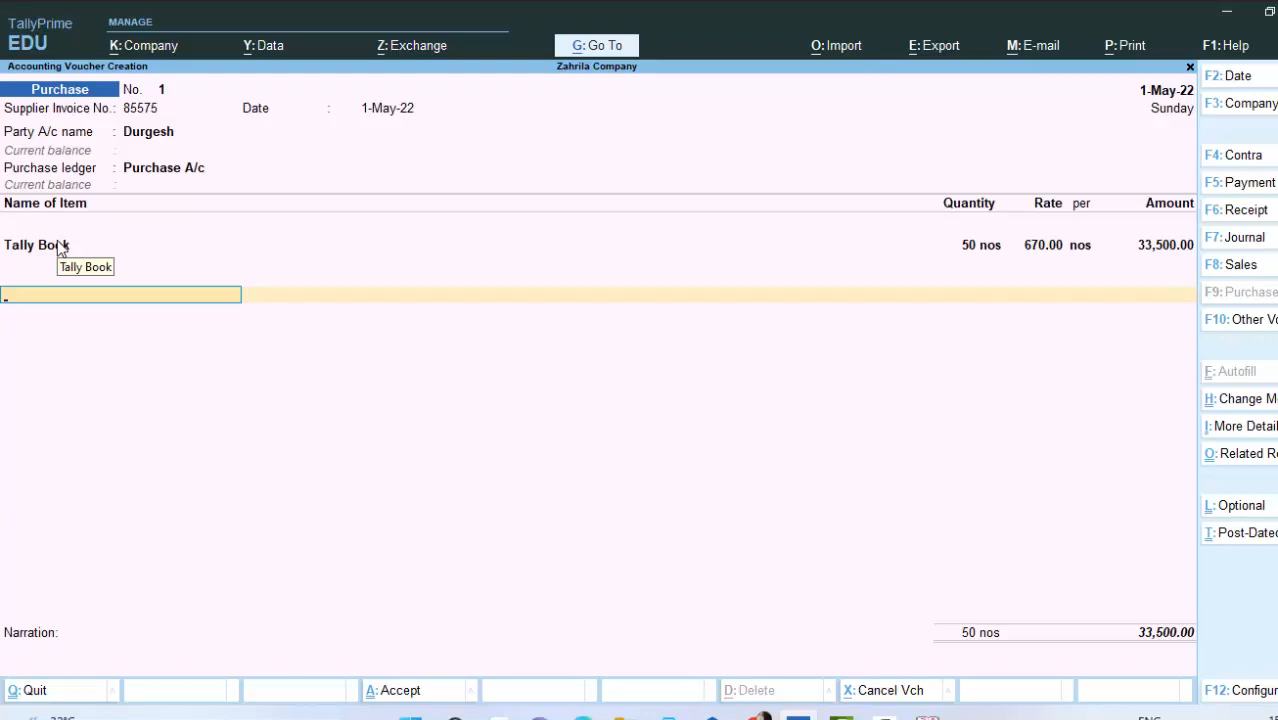 TallyPrime MANAGE
EDU K: Company Y: Data Z: Exchange G: Go To O: Import E: Export M: E-mail P: Print F1: Help
Accounting Voucher Creation Zahrila Company
Purchase No. 1 1-May-22
Supplier Invoice No.: 85575 Date : 1-May-22 Sunday
Party A/c name : Durgesh
Current balance :
Purchase ledger : Purchase A/c
Current balance :
Name of Item Quantity Rate per Amount
Tally Book 50 nos 670.00 nos 33,500.00
Tally Book
Narration: 50 nos 33,500.00
Q: Quit A: Accept D: Delete X: Cancel Vch F12: Configur
F2: Date
F3: Company
F4: Contra
F5: Payment
F6: Receipt
F7: Journal
F8: Sales
F9: Purchase
F10: Other Vo
F: Autofill
H: Change M
I: More Detai
O: Related Re
L: Optional
T: Post-Dated